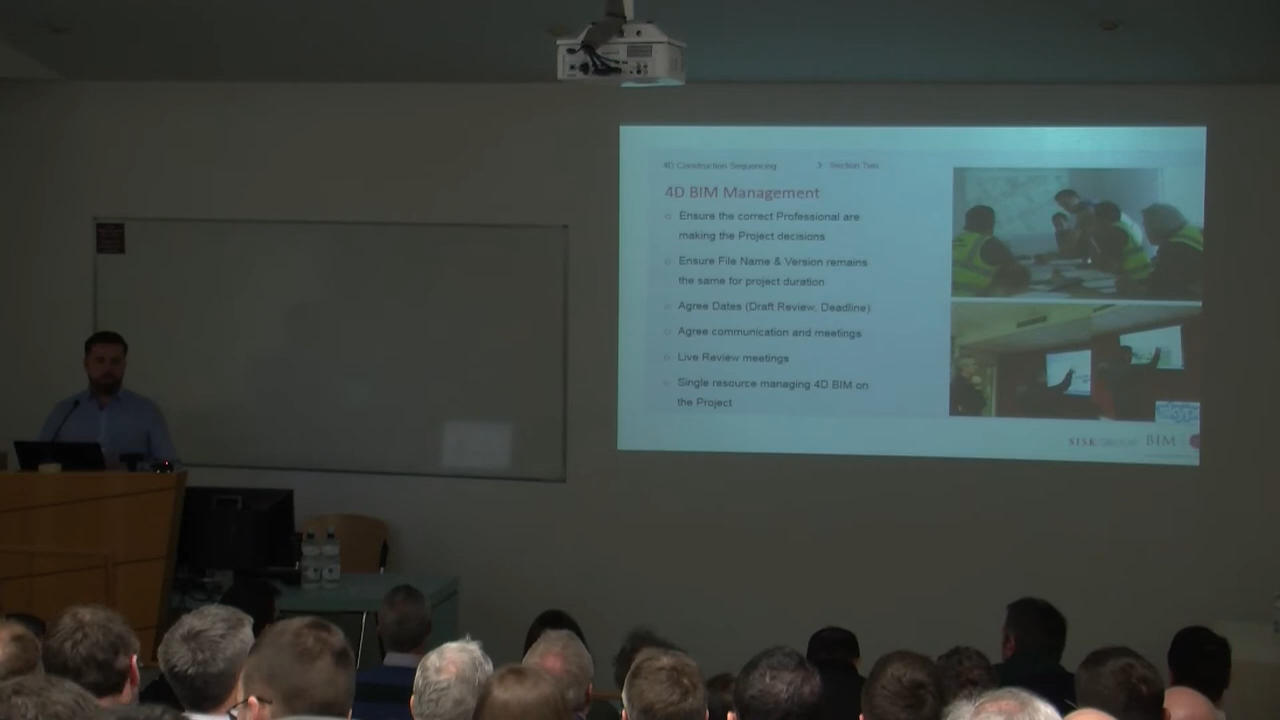 4D Construction Sequencing > Section Two
4D BIM Management
Ensure the correct Professional are
making the Project decisions
Ensure File Name & Version remains
the same for project duration
Agree Dates (Draft Review, Deadline)
Agree communication and meetings
Live Review meetings
Single resource managing 4D BIM on
the Project
skype
SISK
BIM